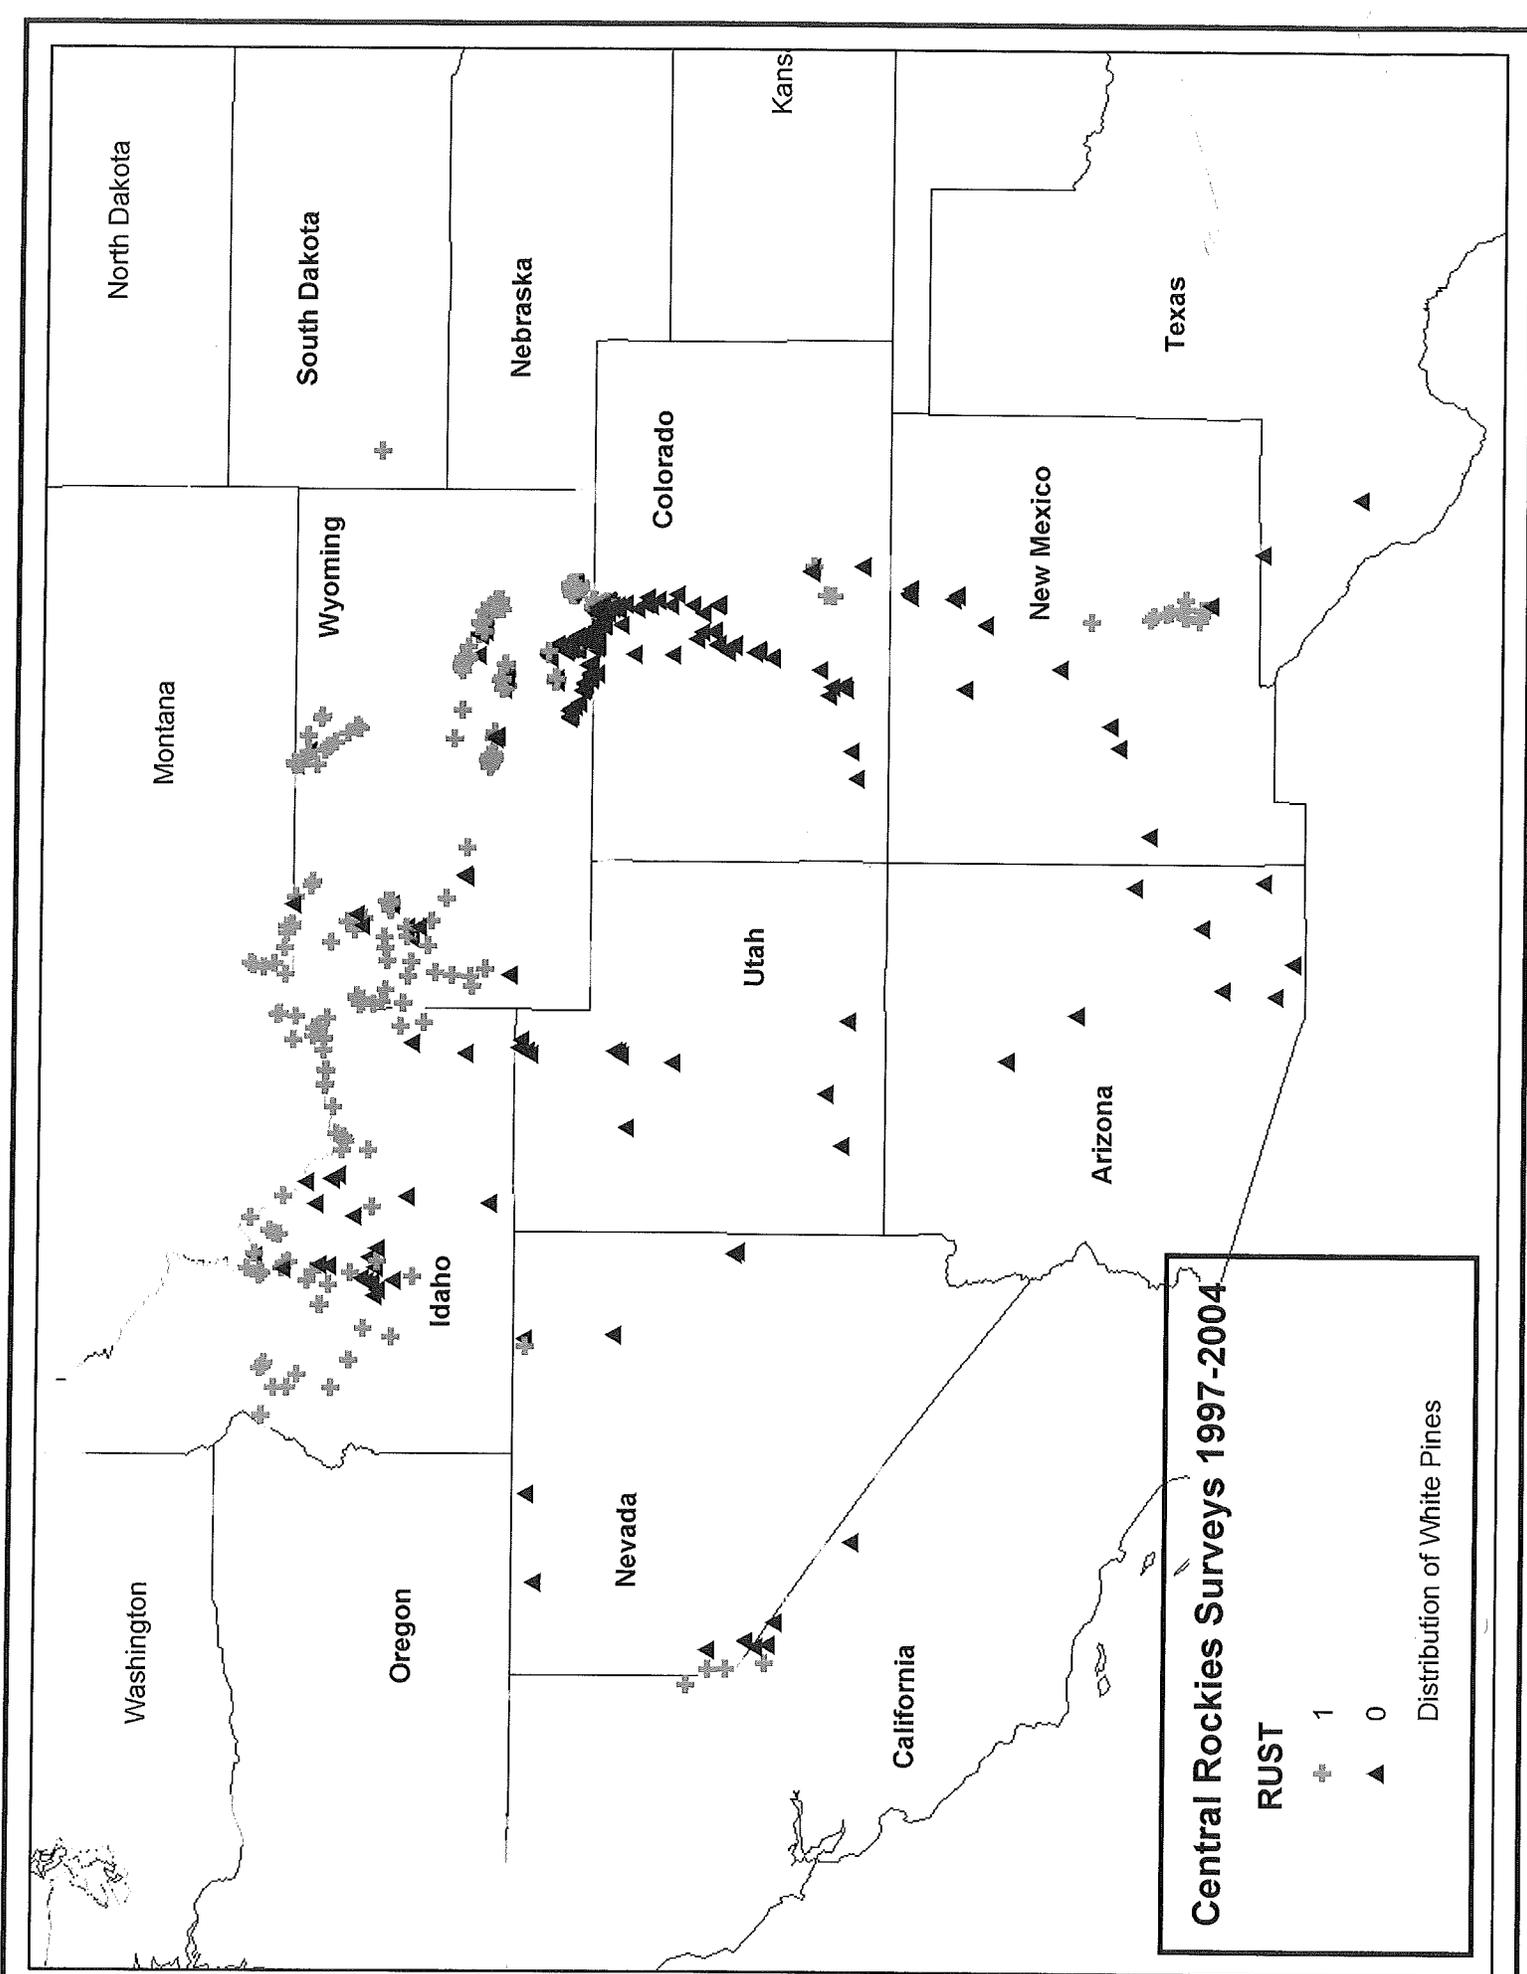 Washington
Montana
North Dakota
Oregon
Idaho
Wyoming
South Dakota
Nebraska
Nevada
Utah
Colorado
Kans
California
Arizona
New Mexico
Texas
Central Rockies Surveys 1997-2004
RUST
1
0
Distribution of White Pines